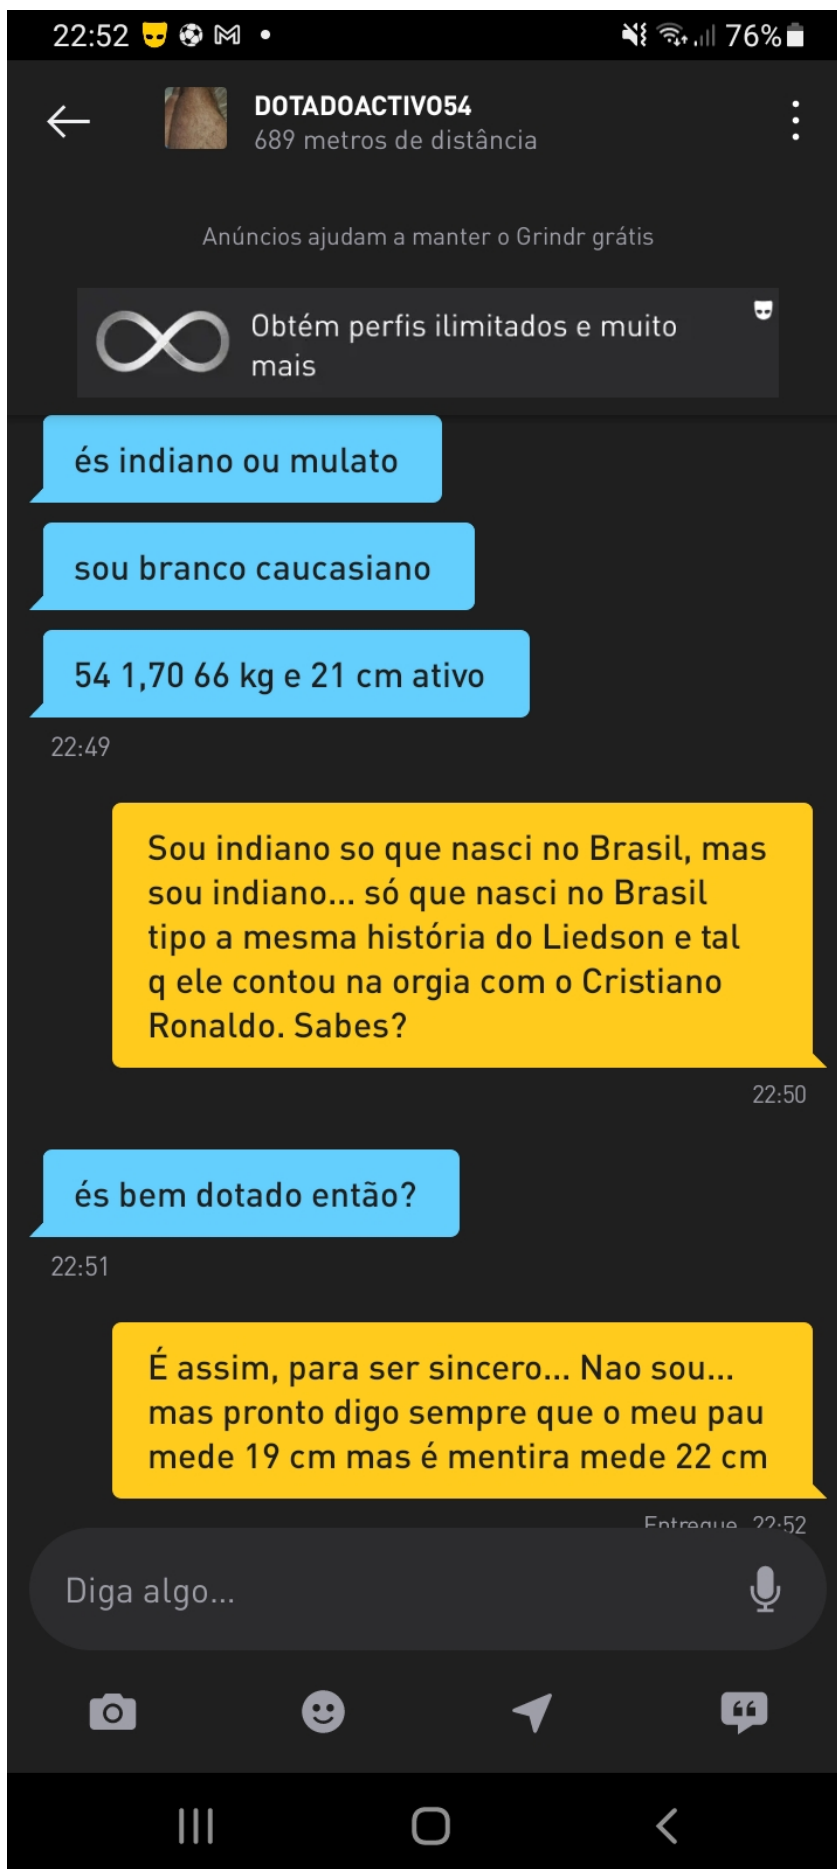 22:52
76%
DOTADOACTIVO54
689 metros de distância
Anúncios ajudam a manter o Grindr grátis
Obtém perfis ilimitados e muito
mais
és indiano ou mulato
sou branco caucasiano
54 1,70 66 kg e 21 cm ativo
22:49
Sou indiano so que nasci no Brasil, mas
sou indiano... só que nasci no Brasil
tipo a mesma história do Liedson e tal
q ele contou na orgia com o Cristiano
Ronaldo. Sabes?
22:50
és bem dotado então?
22:51
É assim, para ser sincero... Nao sou...
mas pronto digo sempre que o meu pau
mede 19 cm mas é mentira mede 22 cm
Entregue 22:52
Diga algo...